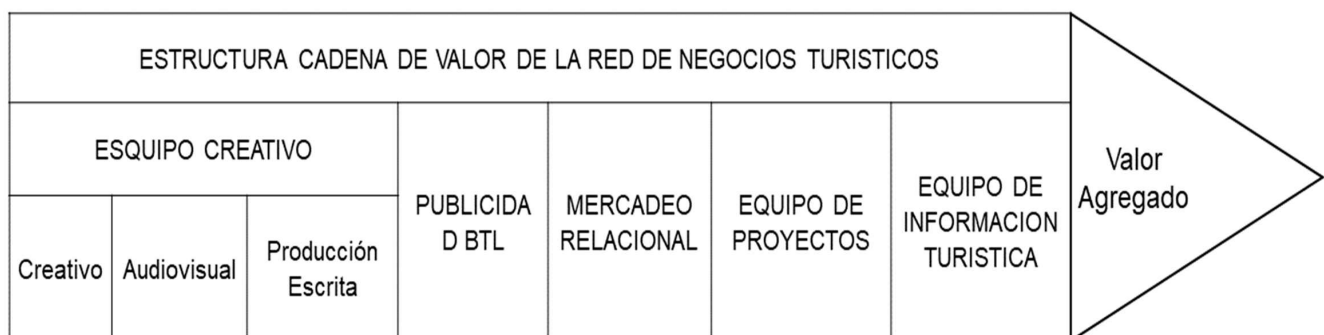 ESTRUCTURA CADENA DE VALOR DE LA RED DE NEGOCIOS TURISTICOS
ESQUIPO CREATIVO
Creativo
Audiovisual
Producción
Escrita
PUBLICIDA
D BTL
MERCADEO
RELACIONAL
EQUIPO DE
PROYECTOS
EQUIPO DE
INFORMACION
TURISTICA
Valor
Agregado